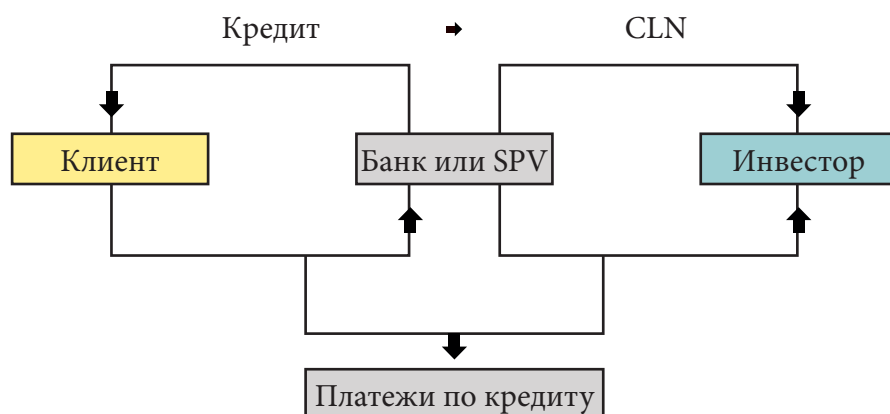 Кредит
CLN
Клиент
Банк или SPV
Инвестор
Платежи по кредиту